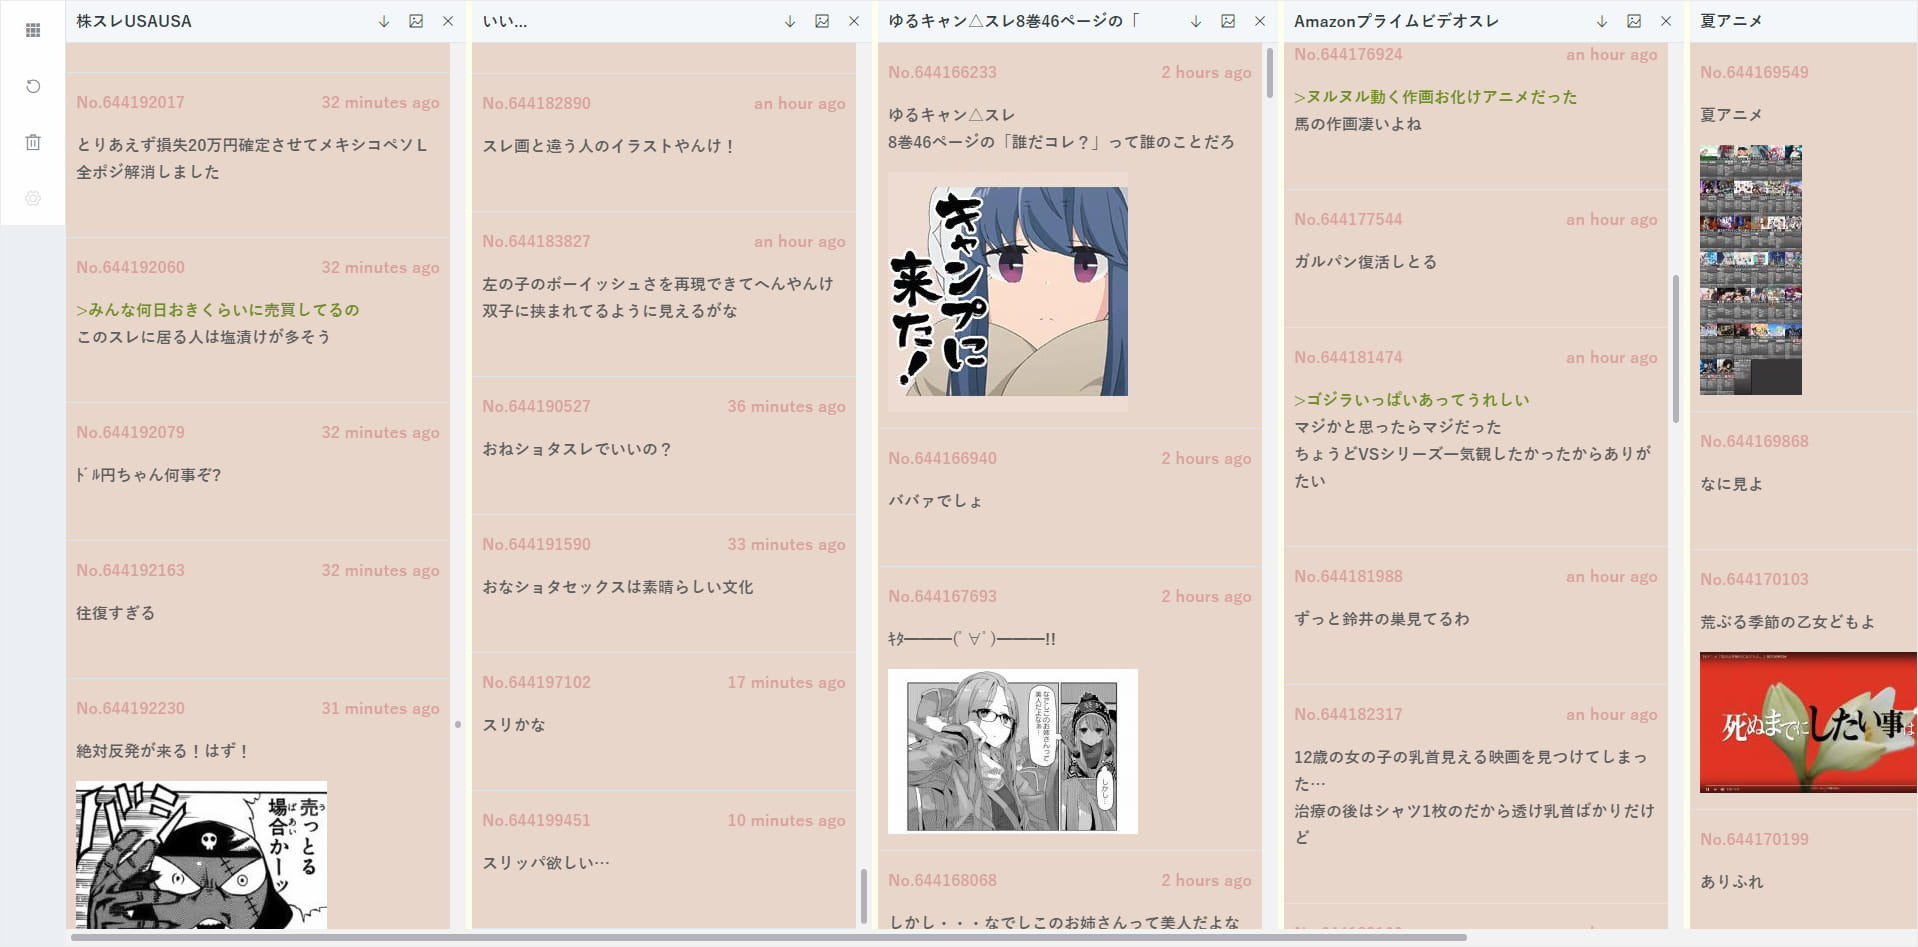 株スレUSAUSA
No.644192017 32 minutes ago
とりあえず損失20万円確定させてメキシコペソL
全ポジ解消しました
No.644192060 32 minutes ago
>みんな何日おきくらいに売買してるの
このスレに居る人は塩漬けが多そう
No.644192079 32 minutes ago
ﾄﾞﾙ円ちゃん何事ぞ?
No.644192163 32 minutes ago
往復すぎる
No.644192230 31 minutes ago
絶対反発が来る！はず！
バシ
売っとる
場合かーッ
いい...
No.644182890 an hour ago
スレ画と違う人のイラストやんけ！
No.644183827 an hour ago
左の子のボーイッシュさを再現できてへんやんけ
双子に挟まれてるように見えるがな
No.644190527 36 minutes ago
おねショタスレでいいの？
No.644191590 33 minutes ago
おなショタセックスは素晴らしい文化
No.644197102 17 minutes ago
スリかな
No.644199451 10 minutes ago
スリッパ欲しい…
ゆるキャン△スレ8巻46ページの「
No.644166233 2 hours ago
ゆるキャン△スレ
8巻46ページの「誰だコレ？」って誰のことだろ
キャンプに
来た！
No.644166940 2 hours ago
ババァでしょ
No.644167693 2 hours ago
ｷﾀ━━━(ﾟ∀ﾟ)━━━!!
なでしこのお姉さんって
美人だよなぁ…
しかし…
No.644168068 2 hours ago
しかし・・・なでしこのお姉さんって美人だよな
Amazonプライムビデオスレ
No.644176924 an hour ago
>ヌルヌル動く作画お化けアニメだった
馬の作画凄いよね
No.644177544 an hour ago
ガルパン復活しとる
No.644181474 an hour ago
>ゴジラいっぱいあってうれしい
マジかと思ったらマジだった
ちょうどVSシリーズ一気観したかったからありが
たい
No.644181988 an hour ago
ずっと鈴井の巣見てるわ
No.644182317 an hour ago
12歳の女の子の乳首見える映画を見つけてしまっ
た…
治療の後はシャツ1枚のだから透け乳首ばかりだけ
ど
夏アニメ
No.644169549
夏アニメ
No.644169868
なに見よ
No.644170103
荒ぶる季節の乙女どもよ
死ぬまでにしたい事は
No.644170199
ありふれ